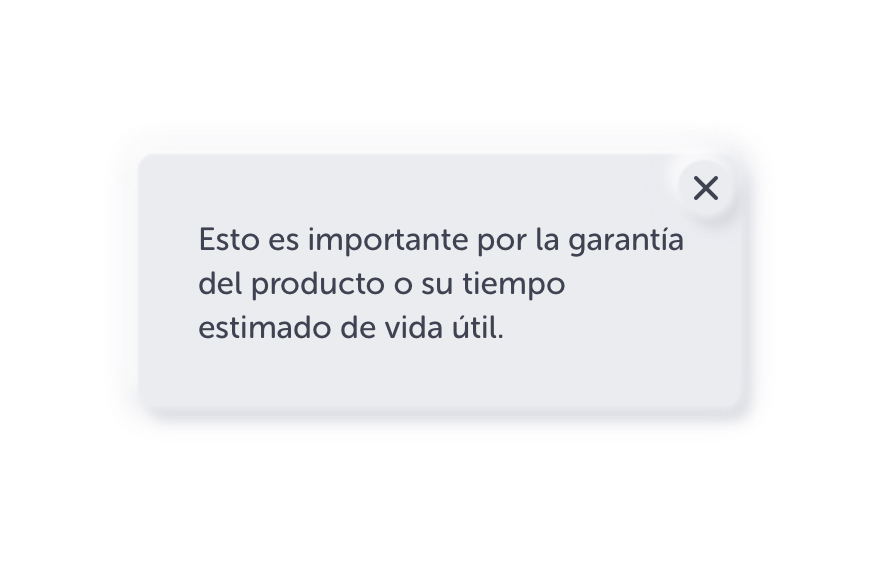 Esto es importante por la garantía
del producto o su tiempo
estimado de vida útil.